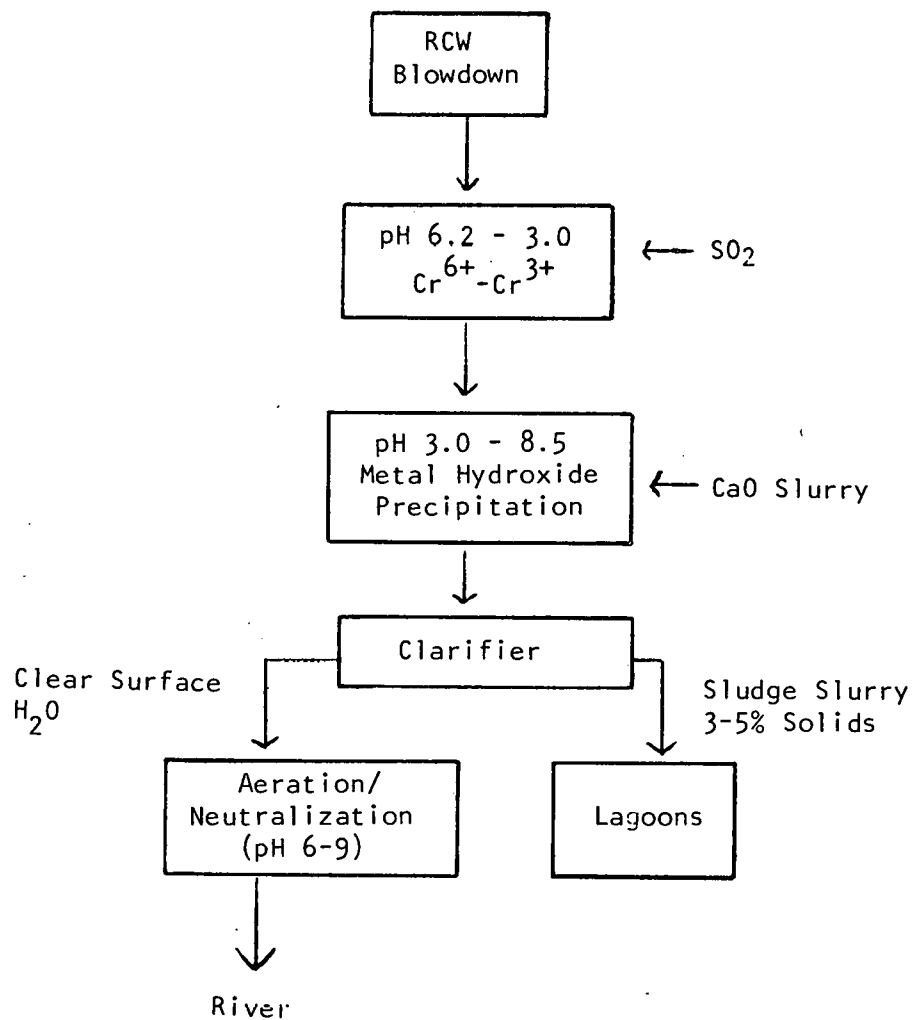 RCW
Blowdown
pH 6.2 - 3.0
Cr⁶⁺-Cr³⁺
SO₂
pH 3.0 - 8.5
Metal Hydroxide
Precipitation
CaO Slurry
Clarifier
Clear Surface
H₂O
Sludge Slurry
3-5% Solids
Aeration/
Neutralization
(pH 6-9)
Lagoons
River